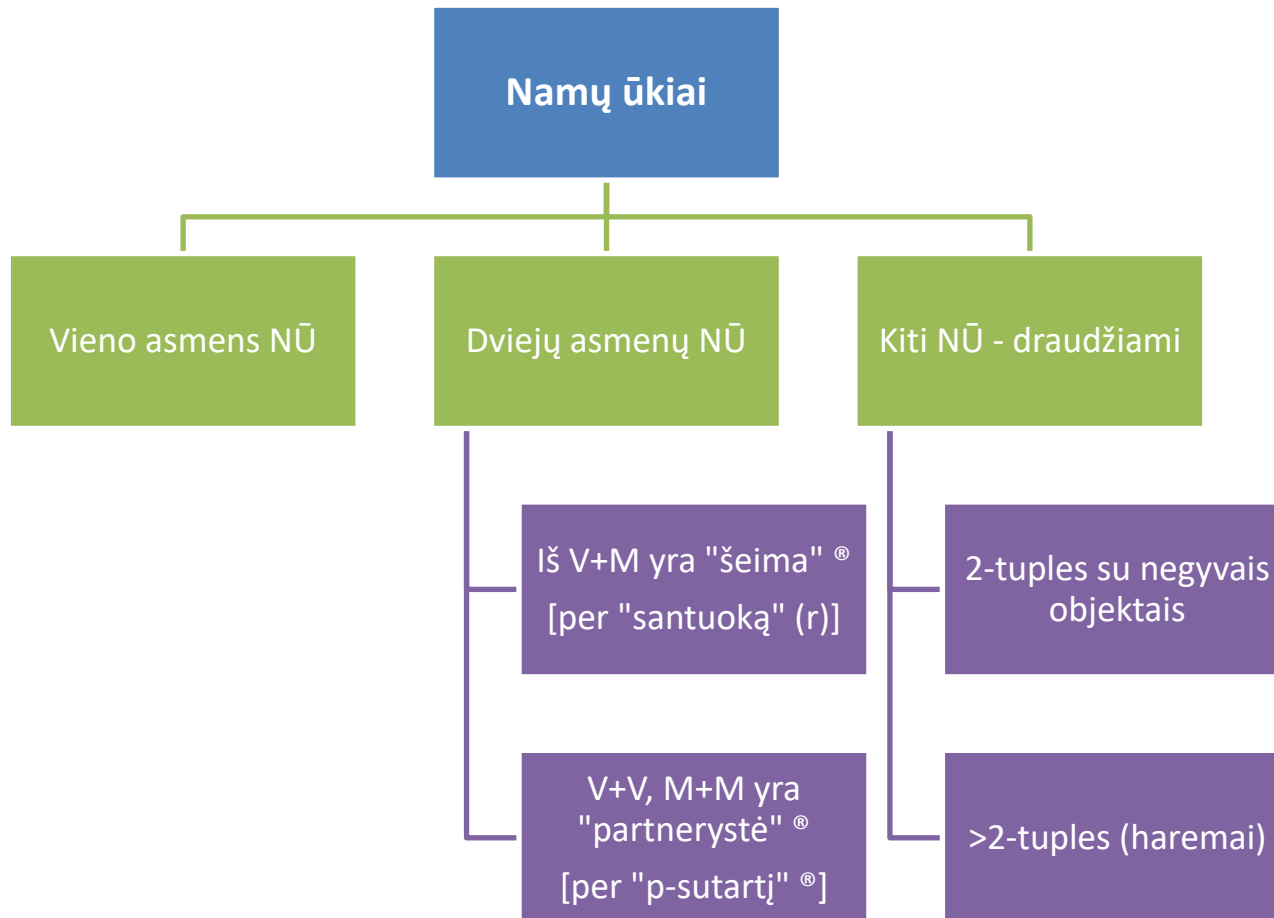 Namų ūkiai
Vieno asmens NŪ
Dviejų asmenų NŪ
Kiti NŪ - draudžiami
Iš V+M yra "šeima" ®
[per "santuoką" (r)]
2-tuples su negyvais
objektais
V+V, M+M yra
"partnerystė" ®
[per "p-sutartį" ®]
>2-tuples (haremai)